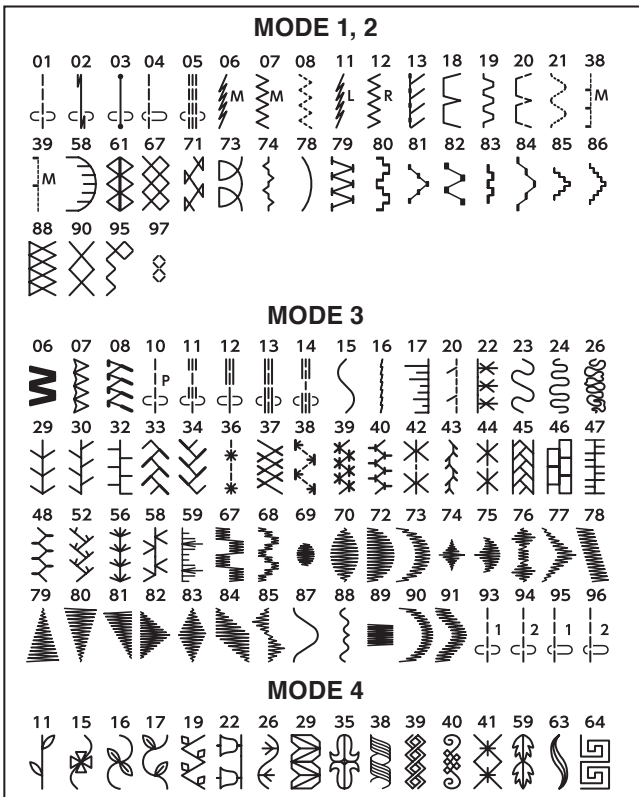 MODE 1, 2
01 02 03 04 05 06 07 08 11 12 13 18 19 20 21 38
M M L R M
39 58 61 67 71 73 74 78 79 80 81 82 83 84 85 86
M
88 90 95 97
MODE 3
06 07 08 10 11 12 13 14 15 16 17 20 22 23 24 26
P
29 30 32 33 34 36 37 38 39 40 42 43 44 45 46 47
48 52 56 58 59 67 68 69 70 72 73 74 75 76 77 78
79 80 81 82 83 84 85 87 88 89 90 91 93 94 95 96
1 2 1 2
MODE 4
11 15 16 17 19 22 26 29 35 38 39 40 41 59 63 64